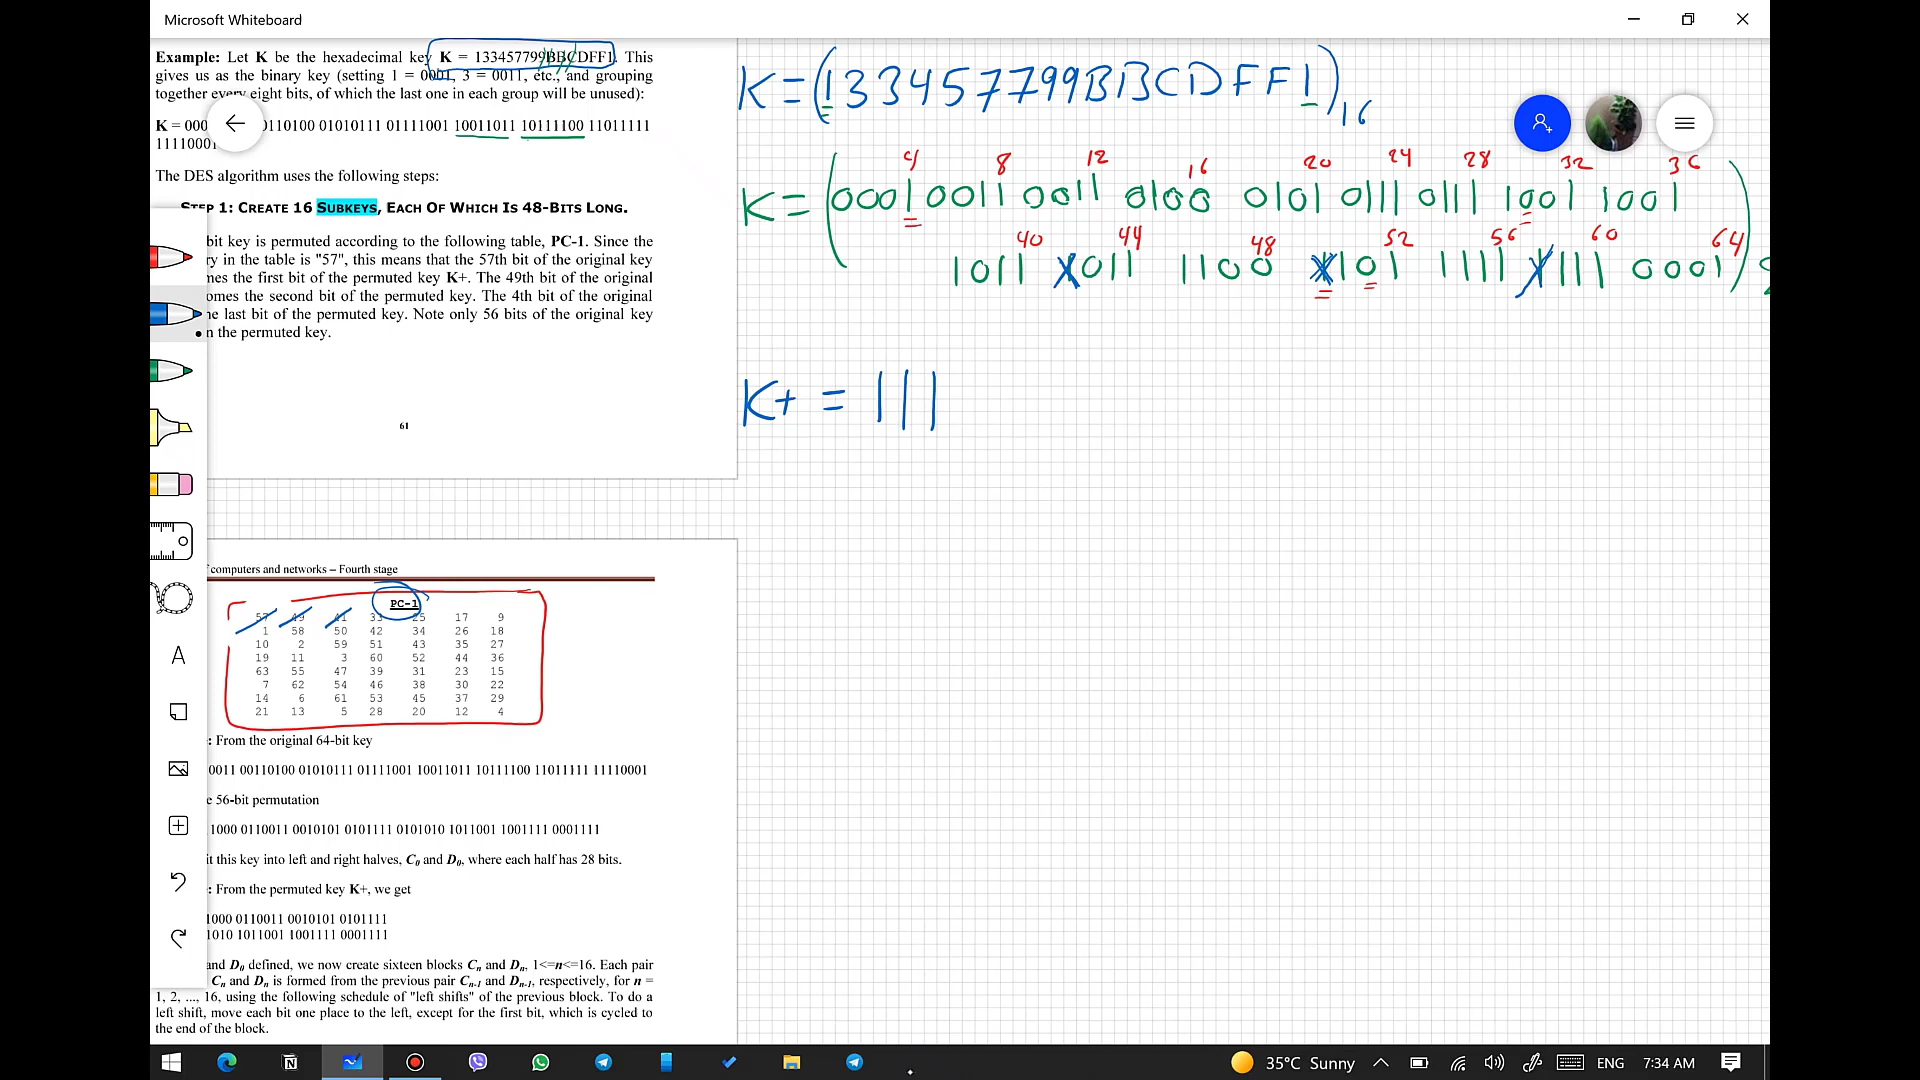 Microsoft Whiteboard
Example: Let K be the hexadecimal key K = 133457799BBCDFF1. This
gives us as the binary key (setting 1 = 0001, 3 = 0011, etc., and grouping
together every eight bits, of which the last one in each group will be unused):
K = 000 0110100 01010111 01111001 10011011 10111100 11011111
11110001
The DES algorithm uses the following steps:
STEP 1: CREATE 16 SUBKEYS, EACH OF WHICH IS 48-BITS LONG.
bit key is permuted according to the following table, PC-1. Since the
ry in the table is "57", this means that the 57th bit of the original key
mes the first bit of the permuted key K+. The 49th bit of the original
omes the second bit of the permuted key. The 4th bit of the original
he last bit of the permuted key. Note only 56 bits of the original key
n the permuted key.
61
K=(133457799BBCDFF1)16
4 8 12 16 20 24 28 32 36
K=(0001 0011 0011 0100 0101 0111 0111 1001 1001
40 44 48 52 56 60 64
1011 1011 1100 1101 1111 1111 0001)2
K+ = 111
f computers and networks – Fourth stage
PC-1
57 49 41 33 25 17 9
1 58 50 42 34 26 18
10 2 59 51 43 35 27
19 11 3 60 52 44 36
63 55 47 39 31 23 15
7 62 54 46 38 30 22
14 6 61 53 45 37 29
21 13 5 28 20 12 4
: From the original 64-bit key
0011 00110100 01010111 01111001 10011011 10111100 11011111 11110001
e 56-bit permutation
1000 0110011 0010101 0101111 0101010 1011001 1001111 0001111
it this key into left and right halves, C0 and D0, where each half has 28 bits.
: From the permuted key K+, we get
1000 0110011 0010101 0101111
1010 1011001 1001111 0001111
and D0 defined, we now create sixteen blocks Cn and Dn, 1<=n<=16. Each pair
Cn and Dn is formed from the previous pair Cn-1 and Dn-1, respectively, for n =
1, 2, ..., 16, using the following schedule of "left shifts" of the previous block. To do a
left shift, move each bit one place to the left, except for the first bit, which is cycled to
the end of the block.
35°C Sunny ENG 7:34 AM